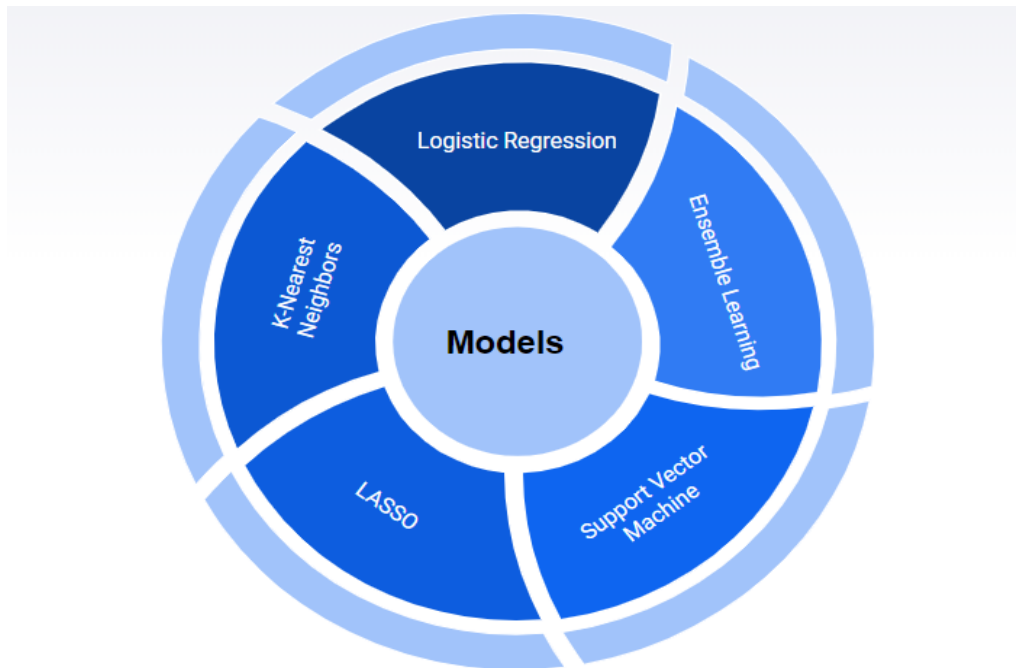 Logistic Regression
Ensemble Learning
K-Nearest
Neighbors
Models
Support Vector
Machine
LASSO